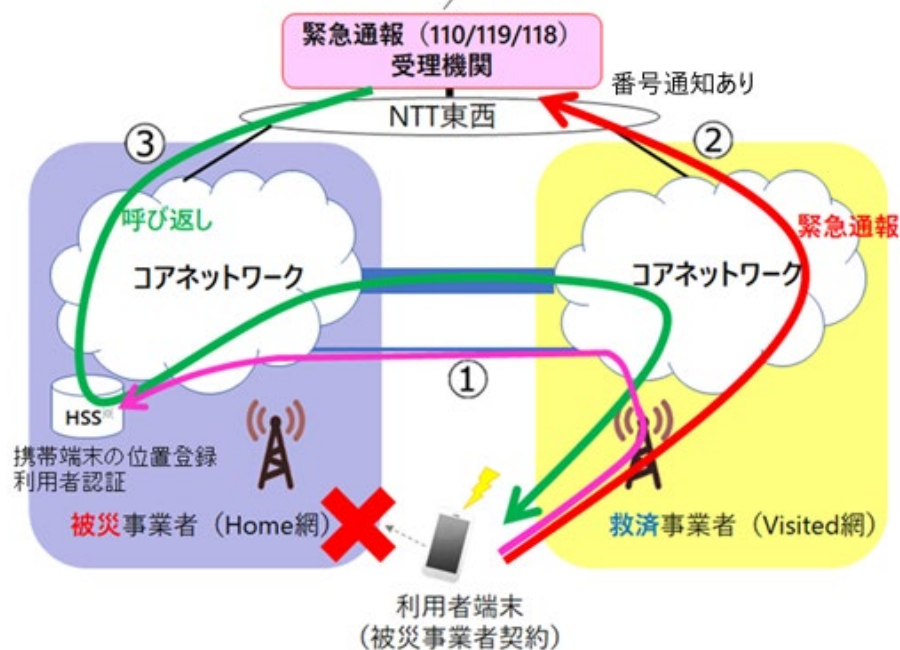 緊急通報（110/119/118）
受理機関
番号通知あり
NTT東西
③
②
呼び返し
緊急通報
コアネットワーク
コアネットワーク
①
HSS※
携帯端末の位置登録
利用者認証
被災事業者（Home網）
救済事業者（Visited網）
利用者端末
（被災事業者契約）